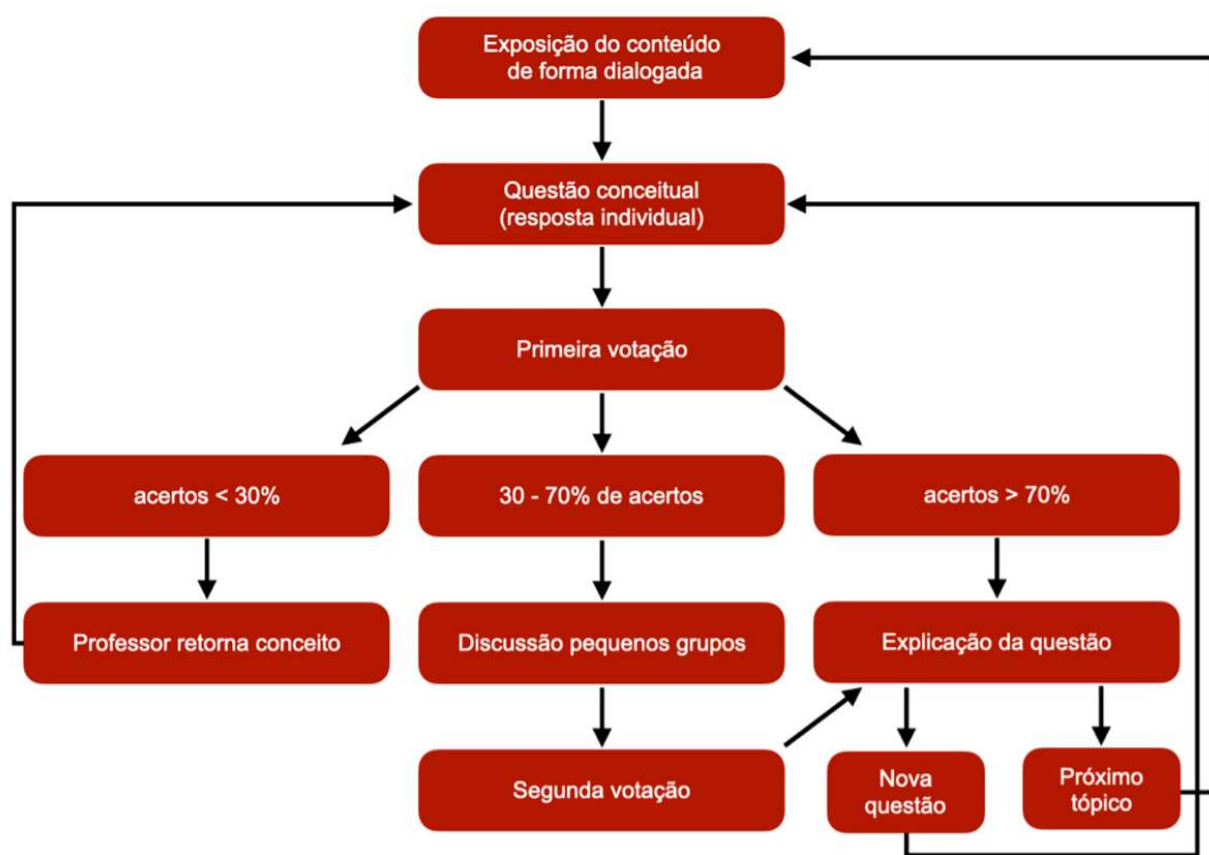 Exposição do conteúdo
de forma dialogada
Questão conceitual
(resposta individual)
Primeira votação
acertos < 30%
30 - 70% de acertos
acertos > 70%
Professor retorna conceito
Discussão pequenos grupos
Explicação da questão
Segunda votação
Nova
questão
Próximo
tópico